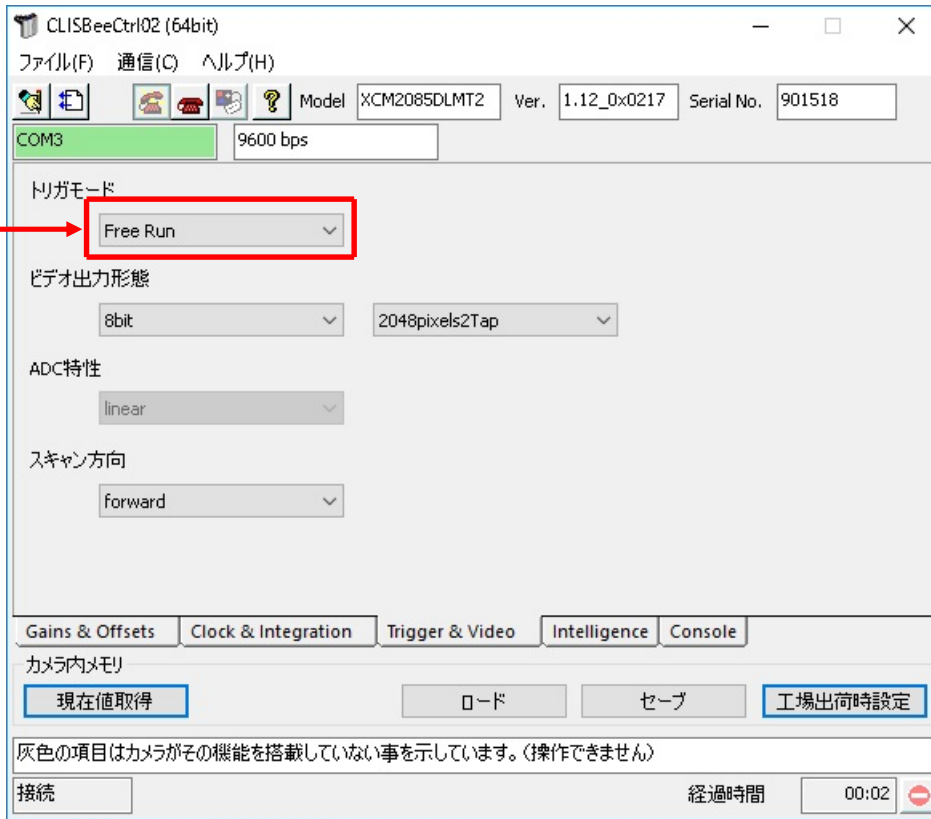 CLISBeeCtrl02 (64bit)
ファイル(F) 通信(C) ヘルプ(H)
Model XCM2085DLMT2 Ver. 1.12_0x0217 Serial No. 901518
COM3 9600 bps
トリガモード
Free Run
ビデオ出力形態
8bit 2048pixels2Tap
ADC特性
linear
スキャン方向
forward
Gains & Offsets Clock & Integration Trigger & Video Intelligence Console
カメラ内メモリ
現在値取得 ロード セーブ 工場出荷時設定
灰色の項目はカメラがその機能を搭載していない事を示しています。(操作できません)
接続 経過時間 00:02